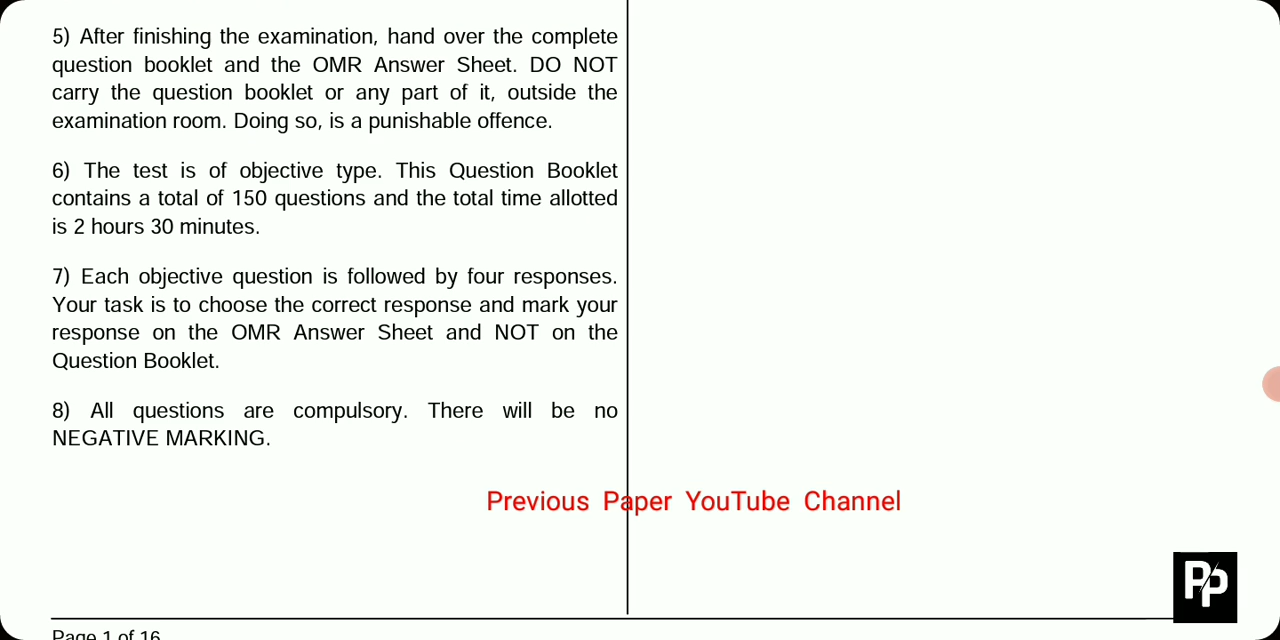 5) After finishing the examination, hand over the complete
question booklet and the OMR Answer Sheet. DO NOT
carry the question booklet or any part of it, outside the
examination room. Doing so, is a punishable offence.
6) The test is of objective type. This Question Booklet
contains a total of 150 questions and the total time allotted
is 2 hours 30 minutes.
7) Each objective question is followed by four responses.
Your task is to choose the correct response and mark your
response on the OMR Answer Sheet and NOT on the
Question Booklet.
8) All questions are compulsory. There will be no
NEGATIVE MARKING.
Previous Paper YouTube Channel
Pp
Page 1 of 16